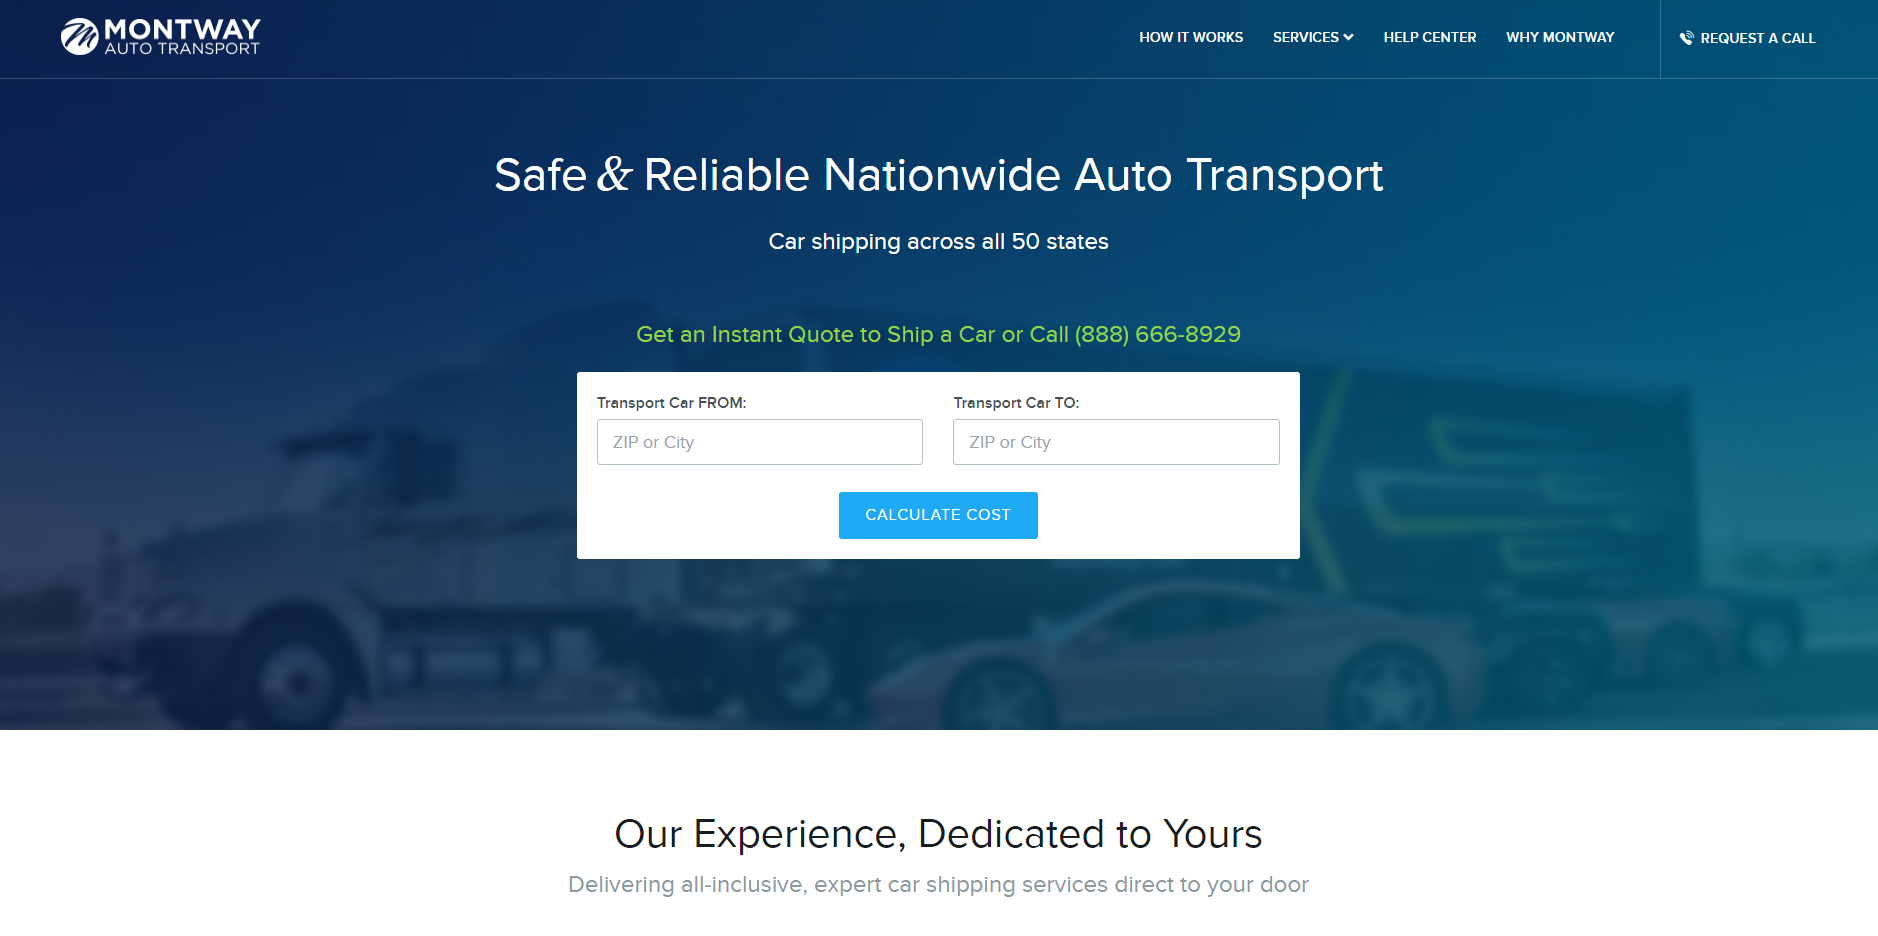 MONTWAY
AUTO TRANSPORT
HOW IT WORKS
SERVICES
HELP CENTER
WHY MONTWAY
REQUEST A CALL
Safe & Reliable Nationwide Auto Transport
Car shipping across all 50 states
Get an Instant Quote to Ship a Car or Call (888) 666-8929
Transport Car FROM:
Transport Car TO:
ZIP or City
ZIP or City
CALCULATE COST
Our Experience, Dedicated to Yours
Delivering all-inclusive, expert car shipping services direct to your door